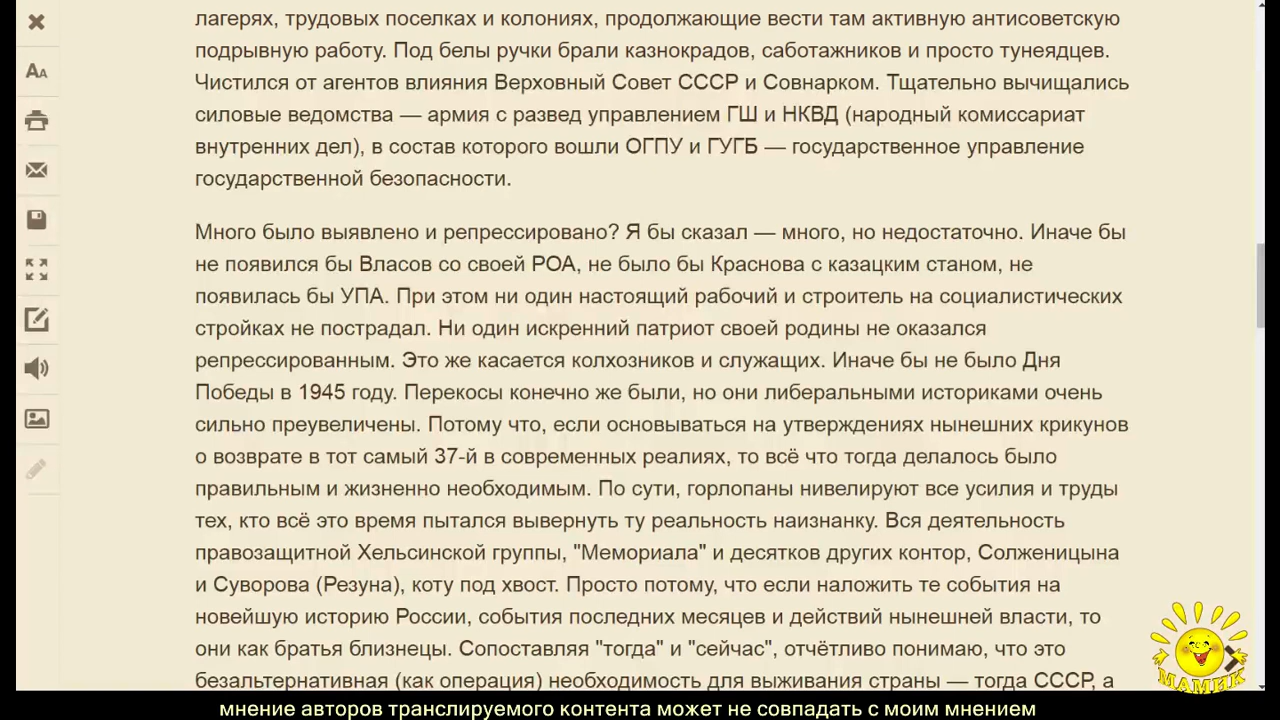 лагерях, трудовых поселках и колониях, продолжающие вести там активную антисоветскую
подрывную работу. Под белы ручки брали казнокрадов, саботажников и просто тунеядцев.
Чистился от агентов влияния Верховный Совет СССР и Совнарком. Тщательно вычищались
силовые ведомства — армия с развед управлением ГШ и НКВД (народный комиссариат
внутренних дел), в состав которого вошли ОГПУ и ГУГБ — государственное управление
государственной безопасности.
Много было выявлено и репрессировано? Я бы сказал — много, но недостаточно. Иначе бы
не появился бы Власов со своей РОА, не было бы Краснова с казацким станом, не
появилась бы УПА. При этом ни один настоящий рабочий и строитель на социалистических
стройках не пострадал. Ни один искренний патриот своей родины не оказался
репрессированным. Это же касается колхозников и служащих. Иначе бы не было Дня
Победы в 1945 году. Перекосы конечно же были, но они либеральными историками очень
сильно преувеличены. Потому что, если основываться на утверждениях нынешних крикунов
о возврате в тот самый 37-й в современных реалиях, то всё что тогда делалось было
правильным и жизненно необходимым. По сути, горлопаны нивелируют все усилия и труды
тех, кто всё это время пытался вывернуть ту реальность наизнанку. Вся деятельность
правозащитной Хельсинской группы, "Мемориала" и десятков других контор, Солженицына
и Суворова (Резуна), коту под хвост. Просто потому, что если наложить те события на
новейшую историю России, события последних месяцев и действий нынешней власти, то
они как братья близнецы. Сопоставляя "тогда" и "сейчас", отчётливо понимаю, что это
безальтернативная (как операция) необходимость для выживания страны — тогда СССР, а
МАМИК
мнение авторов транслируемого контента может не совпадать с моим мнением